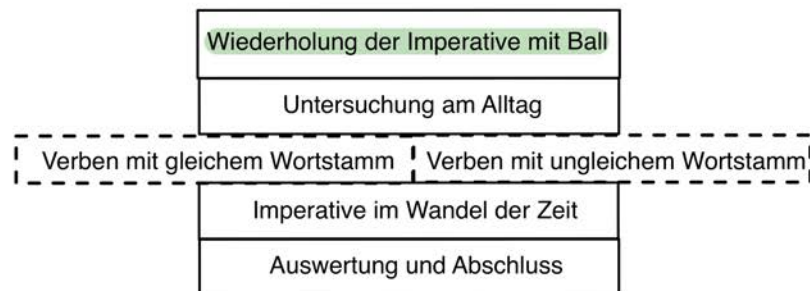 Wiederholung der Imperative mit Ball
Untersuchung am Alltag
Verben mit gleichem Wortstamm
Verben mit ungleichem Wortstamm
Imperative im Wandel der Zeit
Auswertung und Abschluss